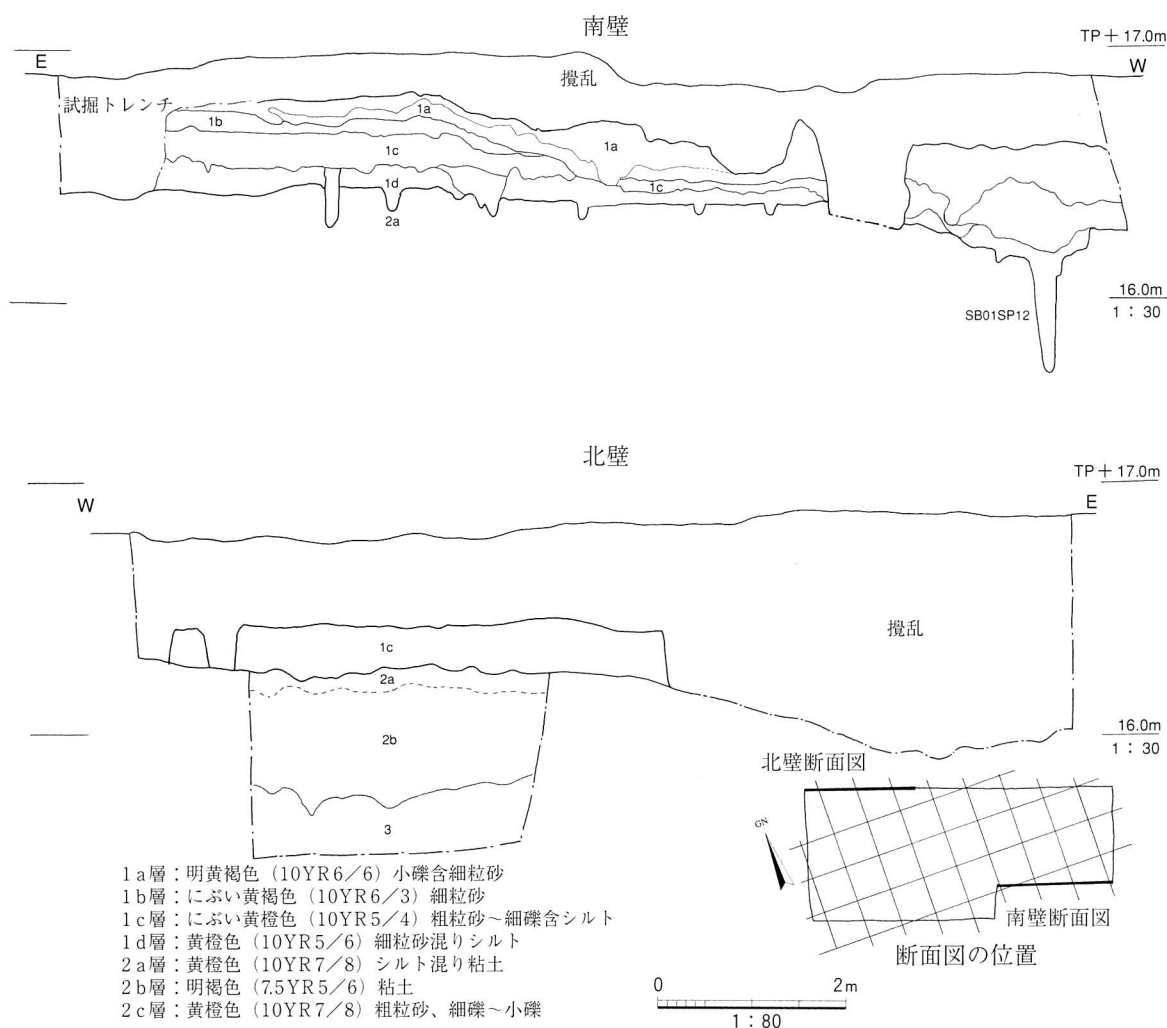 南壁
TP+17.0m
E
W
攪乱
試掘トレンチ
1a
1b
1a
1c
1c
1d
2a
16.0m
SB01SP12
1:30
北壁
TP+17.0m
W
E
攪乱
1c
2a
2b
16.0m
1:30
3
北壁断面図
GN
南壁断面図
断面図の位置
1a層:明黄褐色(10YR6/6)小礫含細粒砂
1b層:にぶい黄褐色(10YR6/3)細粒砂
1c層:にぶい黄橙色(10YR5/4)粗粒砂~細礫含シルト
1d層:黄橙色(10YR5/6)細粒砂混りシルト
2a層:黄橙色(10YR7/8)シルト混り粘土
2b層:明褐色(7.5YR5/6)粘土
2c層:黄橙色(10YR7/8)粗粒砂、細礫~小礫
0 2m
1:80